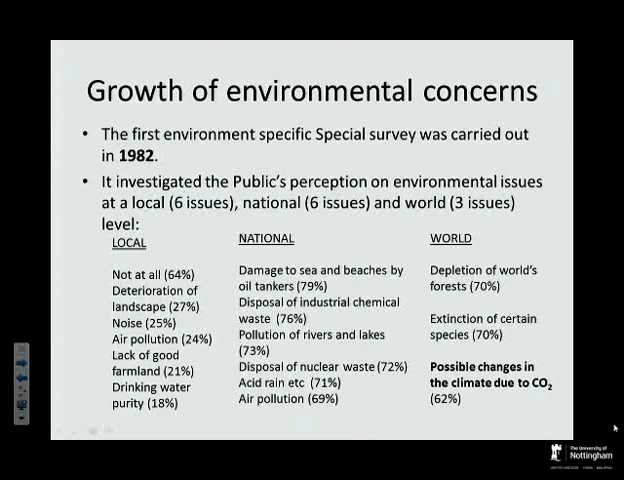 Growth of environmental concerns
• The first environment specific Special survey was carried out
in 1982.
• It investigated the Public's perception on environmental issues
at a local (6 issues), national (6 issues) and world (3 issues)
level:
LOCAL
Not at all (64%)
Deterioration of
landscape (27%)
Noise (25%)
Air pollution (24%)
Lack of good
farmland (21%)
Drinking water
purity (18%)
NATIONAL
Damage to sea and beaches by
oil tankers (79%)
Disposal of industrial chemical
waste (76%)
Pollution of rivers and lakes
(73%)
Disposal of nuclear waste (72%)
Acid rain etc (71%)
Air pollution (69%)
WORLD
Depletion of world's
forests (70%)
Extinction of certain
species (70%)
Possible changes in
the climate due to CO2
(62%)
The University of
Nottingham